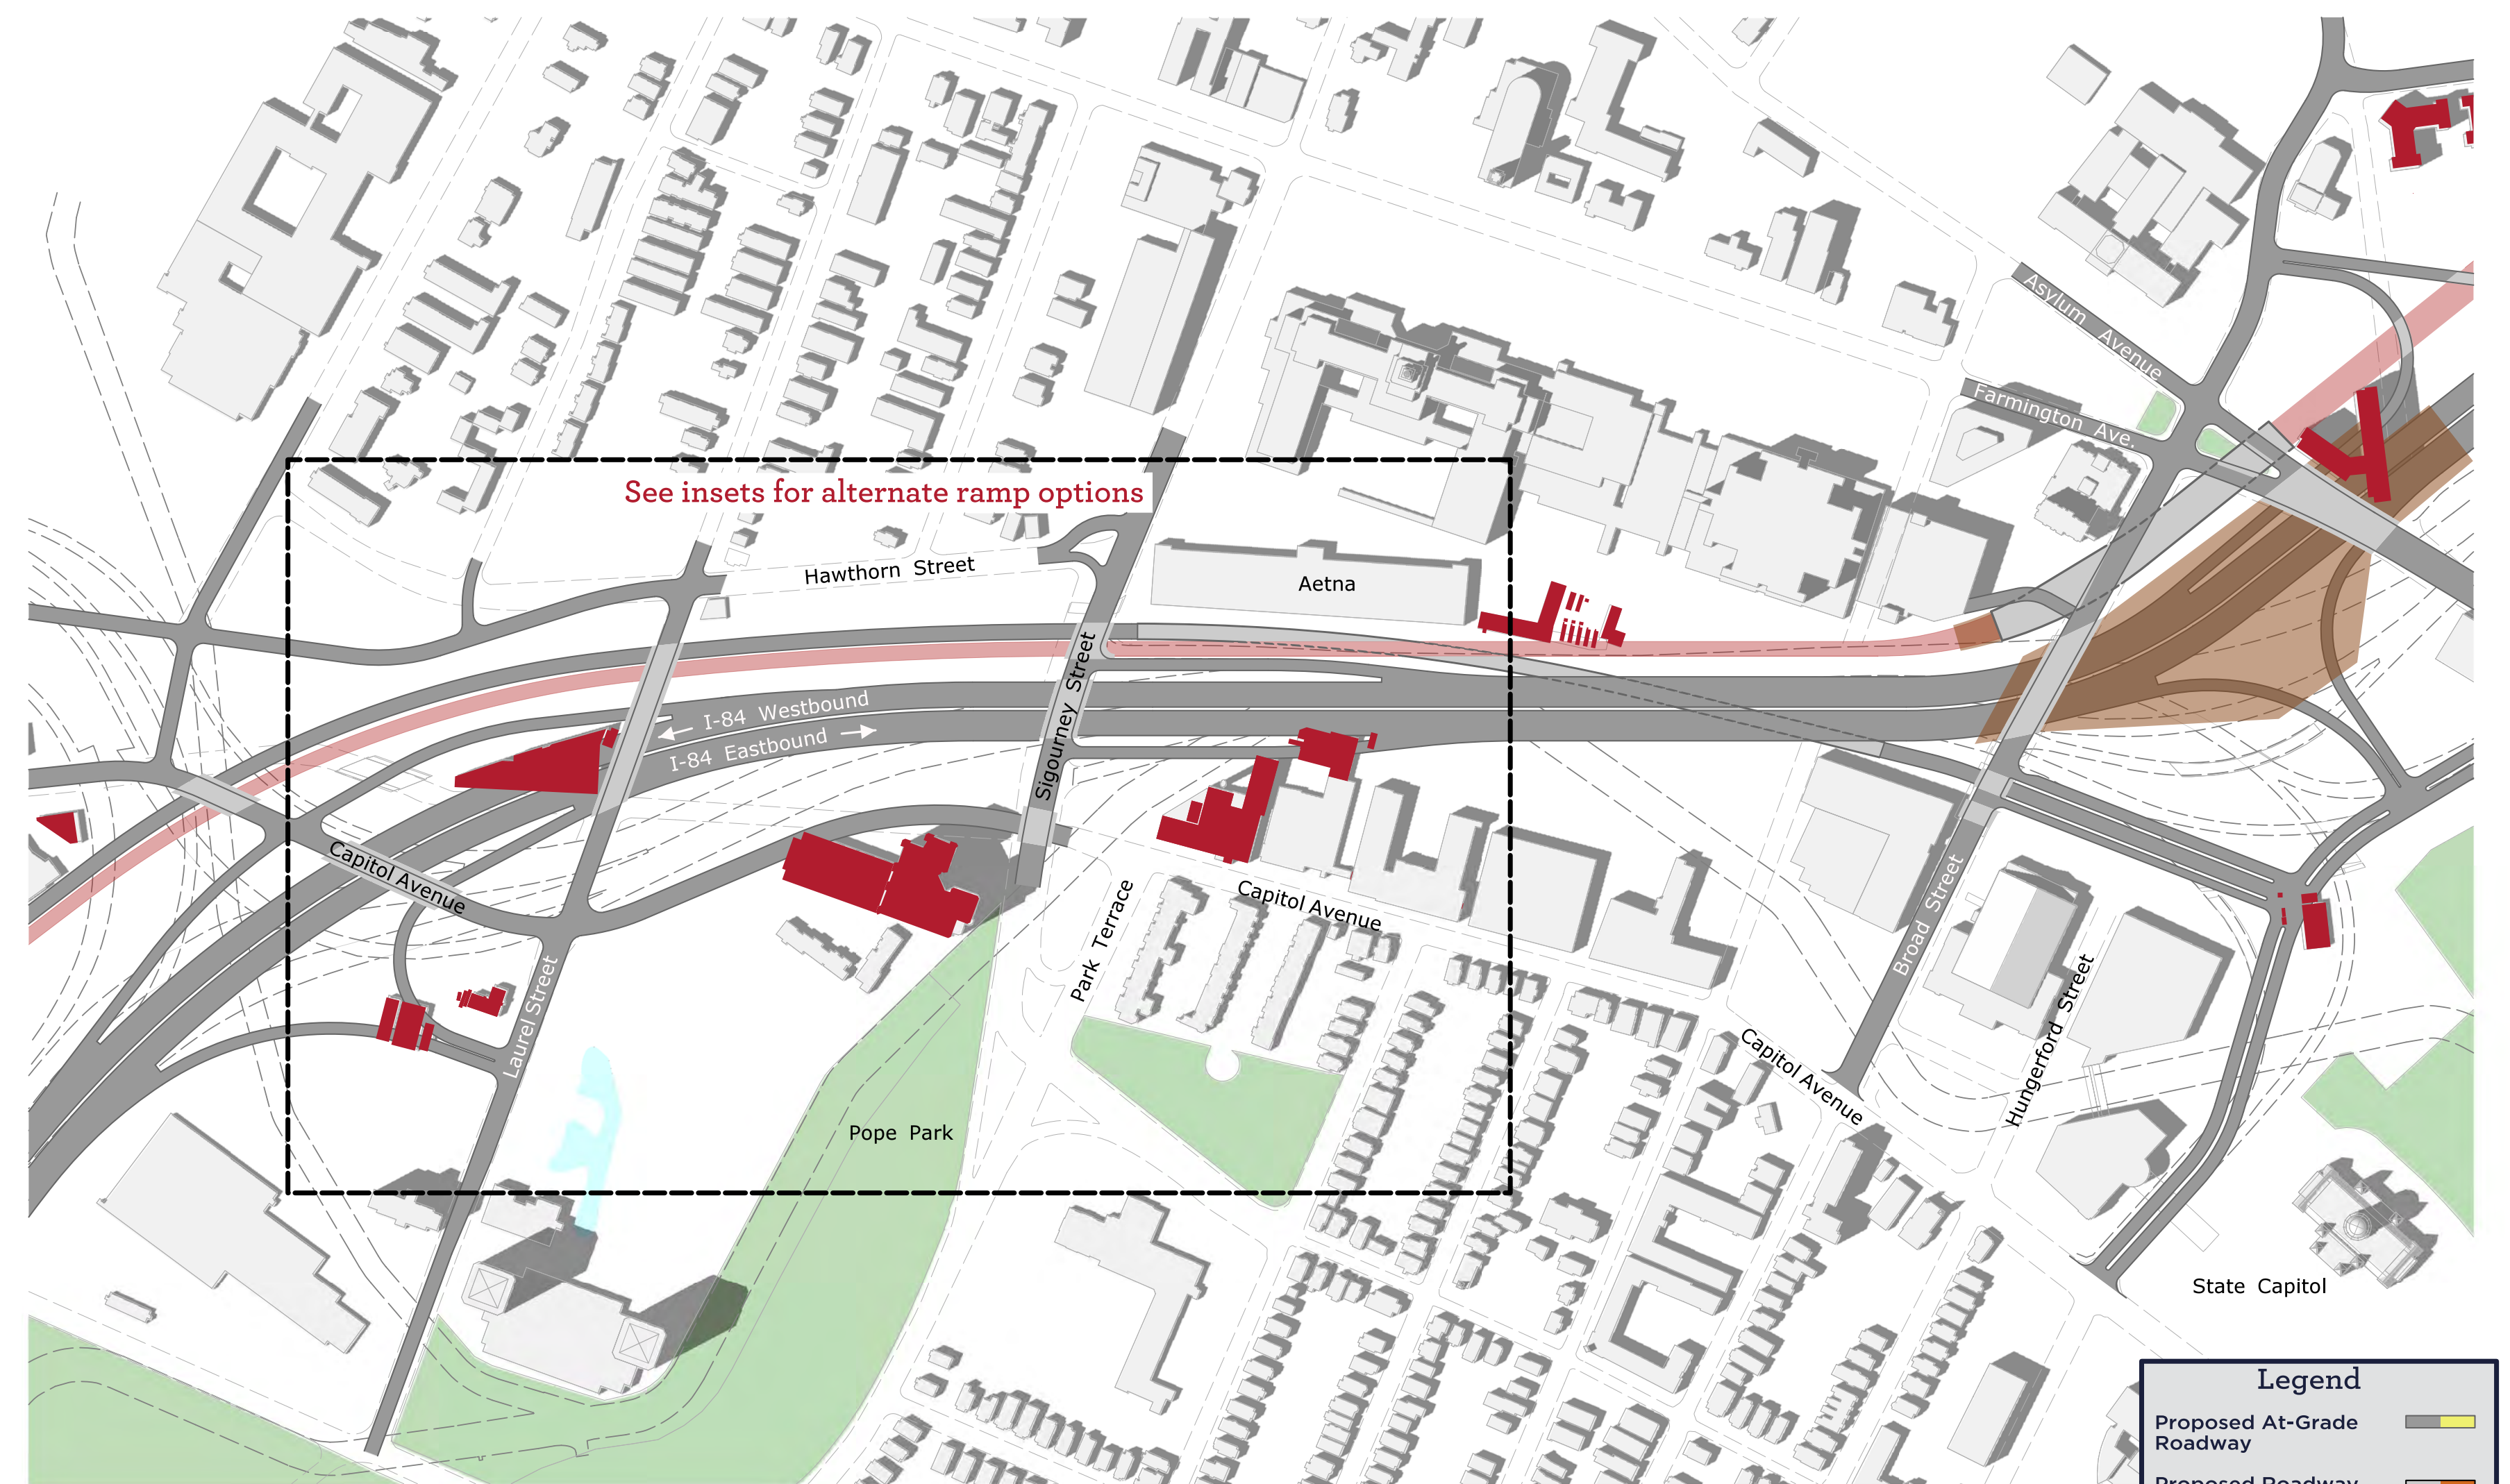 Asylum Avenue
Farmington Ave.
See insets for alternate ramp options
Hawthorn Street
Aetna
Sigourney Street
I-84 Westbound
I-84 Eastbound
Capitol Avenue
Capitol Avenue
Park Terrace
Broad Street
Laurel Street
Hungerford Street
Capitol Avenue
Pope Park
State Capitol
Legend
Proposed At-Grade
Roadway
Proposed Roadway